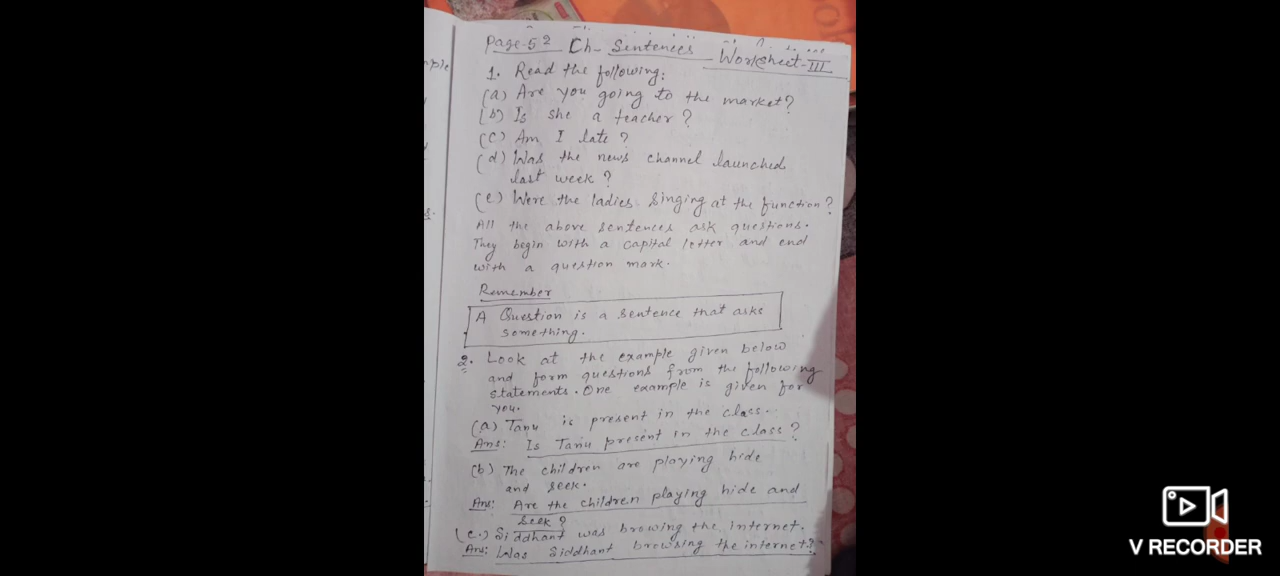 Page-52 Ch- Sentences Worksheet-III
1. Read the following:
(a) Are you going to the market?
(b) Is she a teacher?
(c) Am I late?
(d) Was the news channel launched
last week?
(e) Were the ladies singing at the function?
All the above sentences ask questions.
They begin with a capital letter and end
with a question mark.
Remember
A Question is a sentence that asks
something.
2. Look at the example given below
and form questions from the following
statements. One example is given for
you.
(a) Tanu is present in the class.
Ans: Is Tanu present in the class?
(b) The children are playing hide
and seek.
Ans: Are the children playing hide and
seek?
(c.) Siddhant was browing the internet.
Ans: Was Siddhant browsing the internet?
V RECORDER